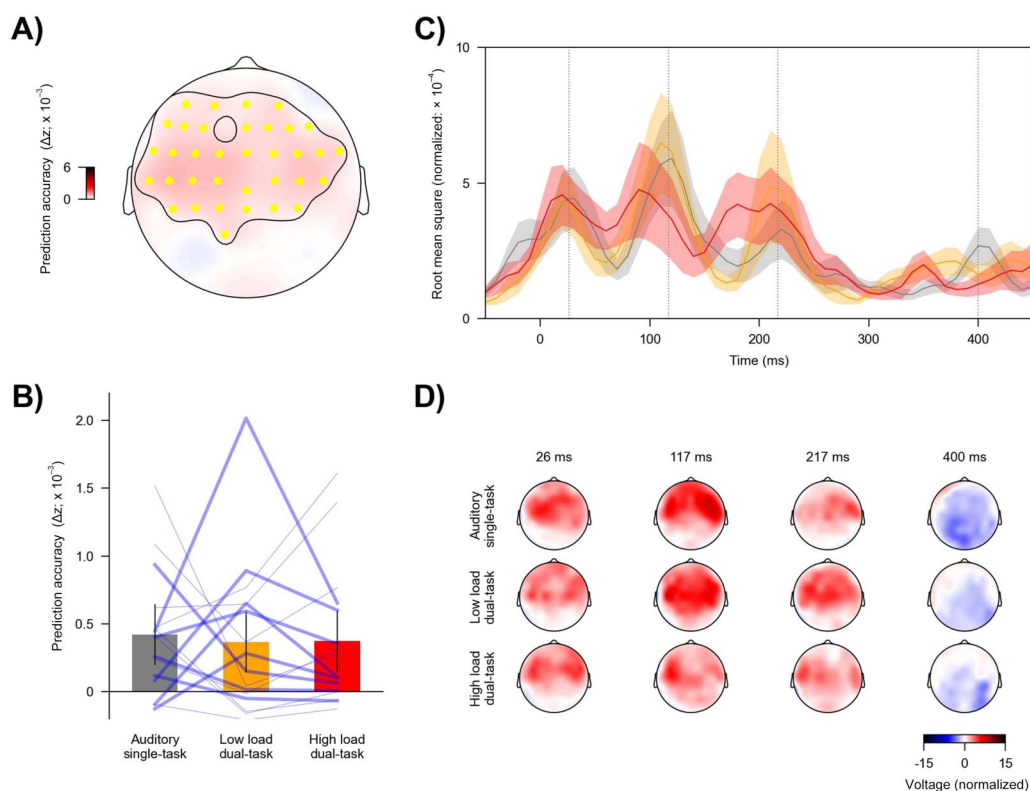 A)
Prediction accuracy (Δz; x 10⁻³)
6
0
B)
Prediction accuracy (Δz; x 10⁻³)
2.0
1.5
1.0
0.5
0
Auditory
single-task
Low load
dual-task
High load
dual-task
C)
Root mean square (normalized: × 10⁻⁴)
10
5
0
0
100
200
300
400
Time (ms)
D)
26 ms
117 ms
217 ms
400 ms
Auditory
single-task
Low load
dual-task
High load
dual-task
-15
0
15
Voltage (normalized)